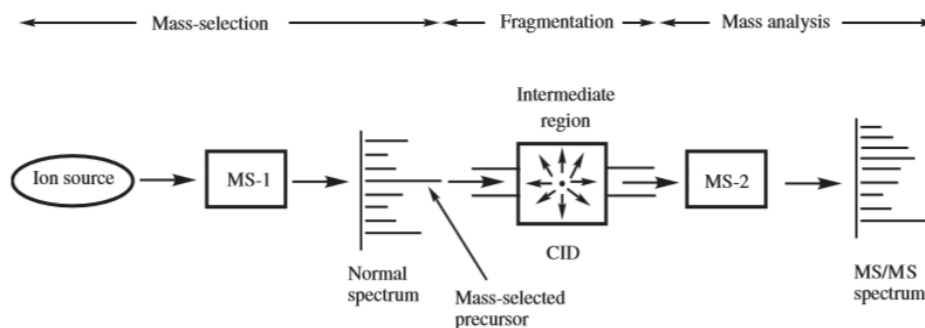 Mass-selection
Fragmentation
Mass analysis
Intermediate
region
Ion source
MS-1
MS-2
CID
Normal
spectrum
Mass-selected
precursor
MS/MS
spectrum